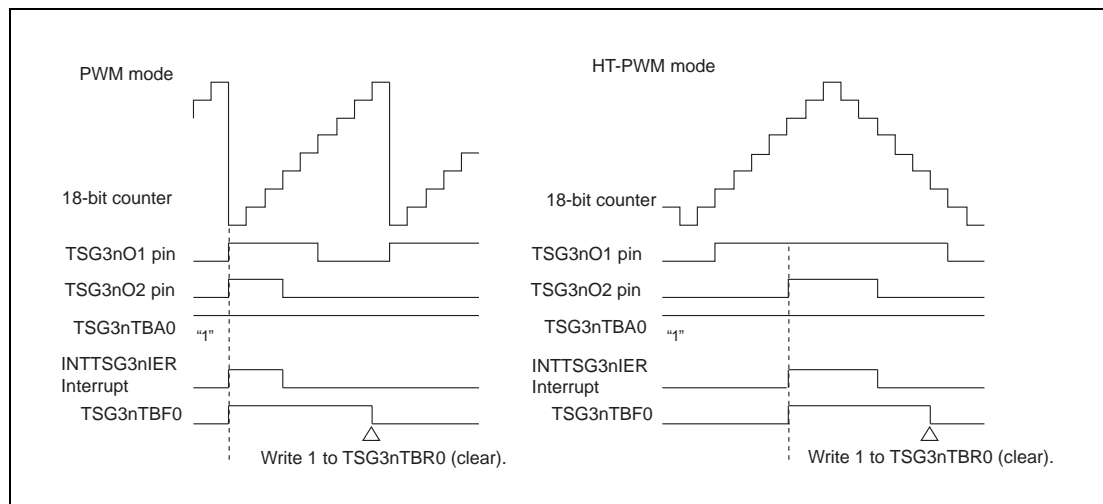 PWM mode
18-bit counter
TSG3nO1 pin
TSG3nO2 pin
TSG3nTBA0
“1”
INTTSG3nIER
Interrupt
TSG3nTBF0
Write 1 to TSG3nTBR0 (clear).
HT-PWM mode
18-bit counter
TSG3nO1 pin
TSG3nO2 pin
TSG3nTBA0
“1”
INTTSG3nIER
Interrupt
TSG3nTBF0
Write 1 to TSG3nTBR0 (clear).